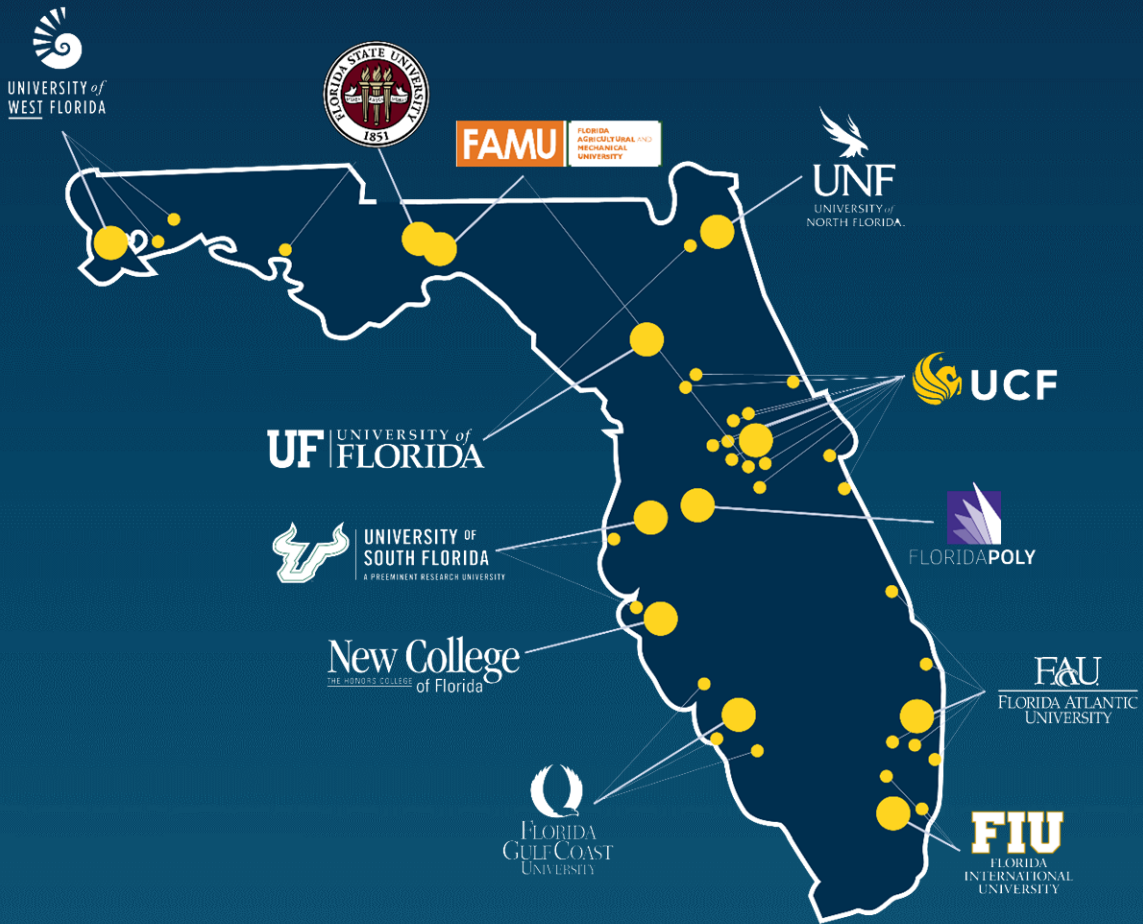 UNIVERSITY of
WEST FLORIDA
FLORIDA STATE UNIVERSITY
1851
FAMU
FLORIDA
AGRICULTURAL AND
MECHANICAL
UNIVERSITY
UNF
UNIVERSITY of
NORTH FLORIDA.
UCF
UF
UNIVERSITY of
FLORIDA
FLORIDAPOLY
UNIVERSITY OF
SOUTH FLORIDA
A PREEMINENT RESEARCH UNIVERSITY
New College
THE HONORS COLLEGE
of Florida
FAU
FLORIDA ATLANTIC
UNIVERSITY
FLORIDA
GULF COAST
UNIVERSITY
FIU
FLORIDA
INTERNATIONAL
UNIVERSITY